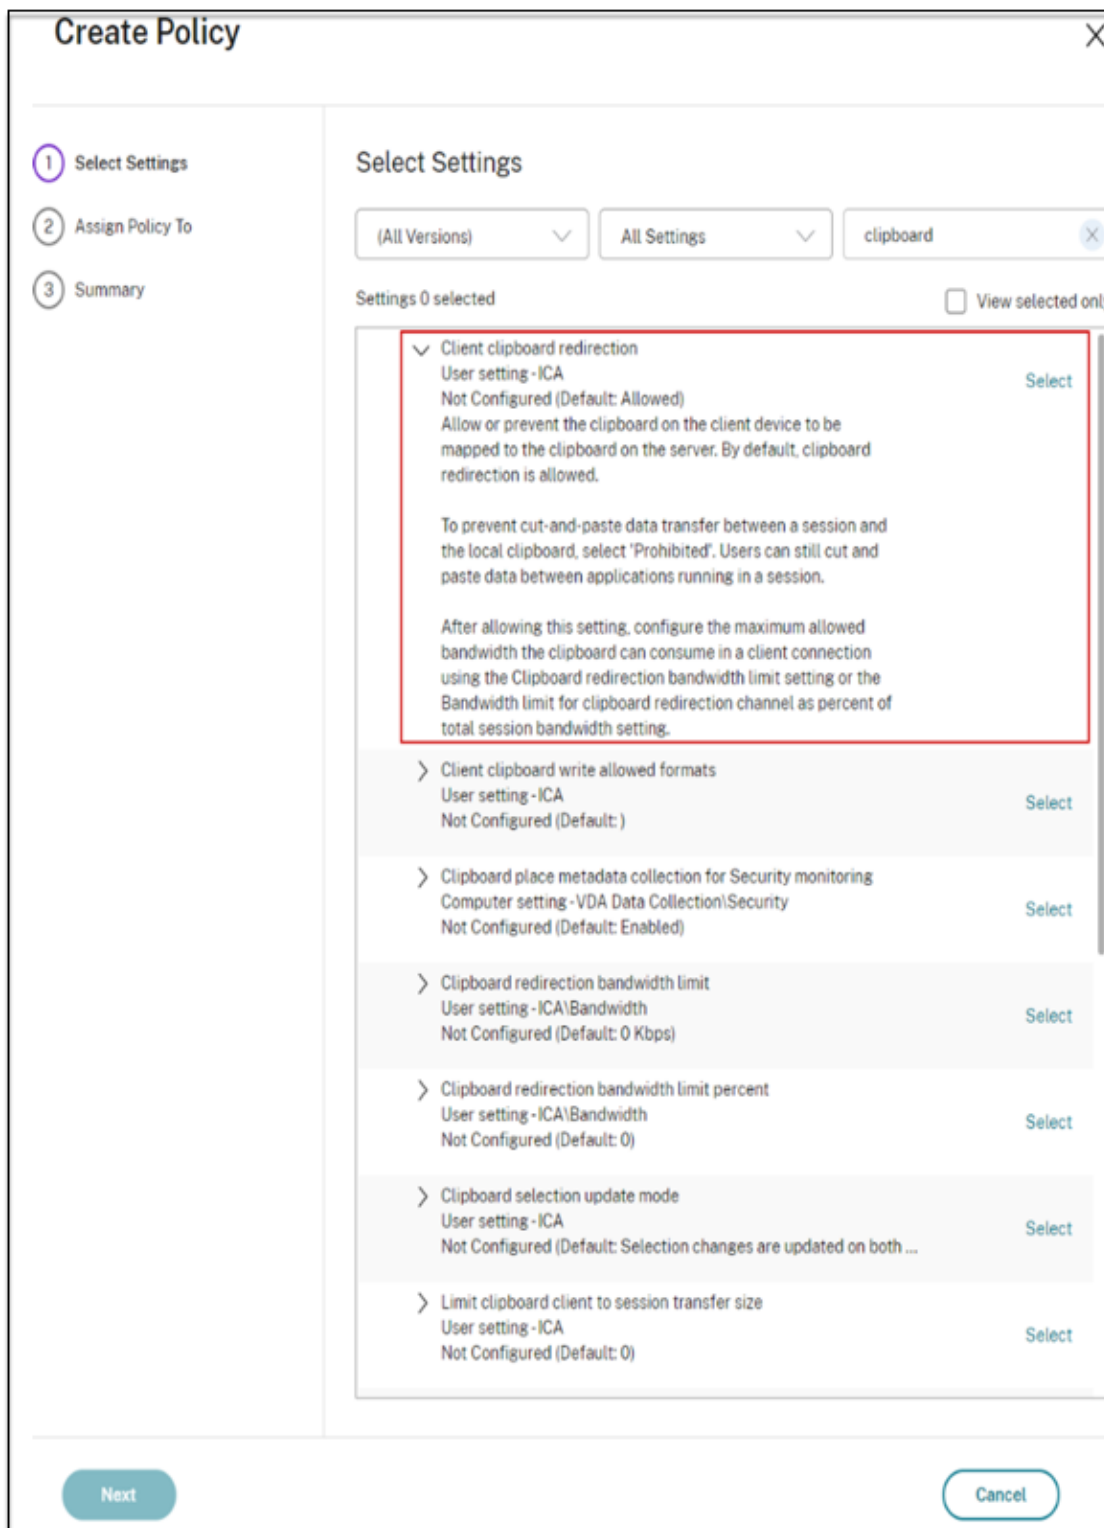 Create Policy
1 Select Settings
2 Assign Policy To
3 Summary
Select Settings
(All Versions)
All Settings
clipboard
Settings 0 selected
View selected only
Client clipboard redirection
User setting - ICA
Not Configured (Default: Allowed)
Allow or prevent the clipboard on the client device to be
mapped to the clipboard on the server. By default, clipboard
redirection is allowed.
To prevent cut-and-paste data transfer between a session and
the local clipboard, select 'Prohibited'. Users can still cut and
paste data between applications running in a session.
After allowing this setting, configure the maximum allowed
bandwidth the clipboard can consume in a client connection
using the Clipboard redirection bandwidth limit setting or the
Bandwidth limit for clipboard redirection channel as percent of
total session bandwidth setting.
Select
Client clipboard write allowed formats
User setting - ICA
Not Configured (Default: )
Select
Clipboard place metadata collection for Security monitoring
Computer setting - VDA Data Collection\Security
Not Configured (Default: Enabled)
Select
Clipboard redirection bandwidth limit
User setting - ICA\Bandwidth
Not Configured (Default: 0 Kbps)
Select
Clipboard redirection bandwidth limit percent
User setting - ICA\Bandwidth
Not Configured (Default: 0)
Select
Clipboard selection update mode
User setting - ICA
Not Configured (Default: Selection changes are updated on both ...
Select
Limit clipboard client to session transfer size
User setting - ICA
Not Configured (Default: 0)
Select
Next
Cancel